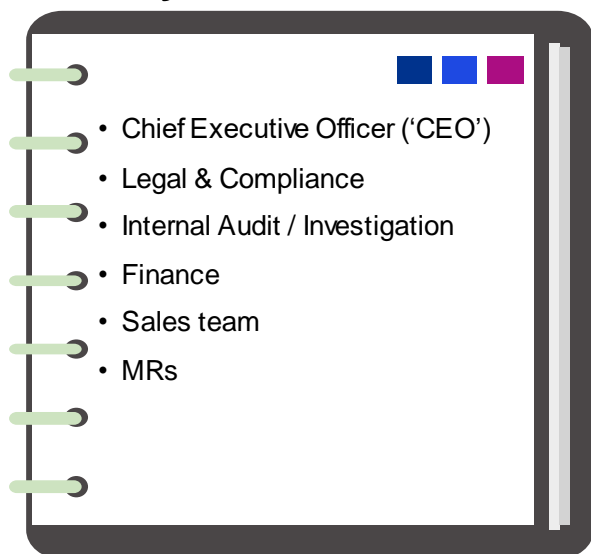 • Chief Executive Officer (‘CEO’)
• Legal & Compliance
• Internal Audit / Investigation
• Finance
• Sales team
• MRs